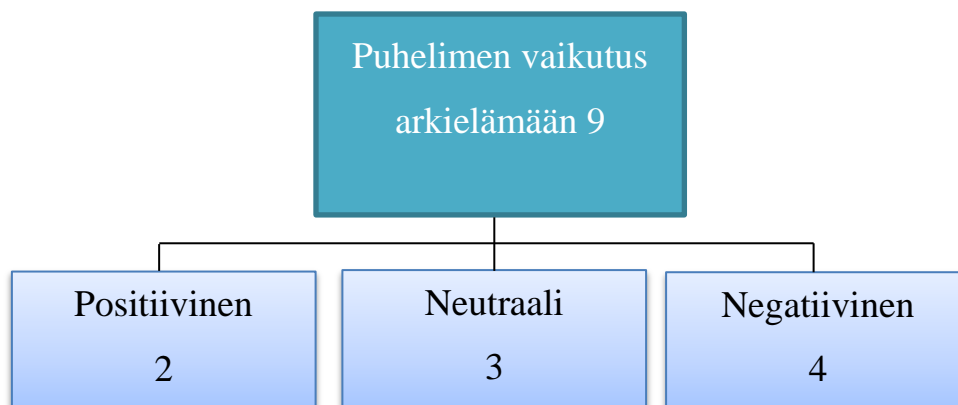 Puhelimen vaikutus
arkielämään 9
Positiivinen
2
Neutraali
3
Negatiivinen
4